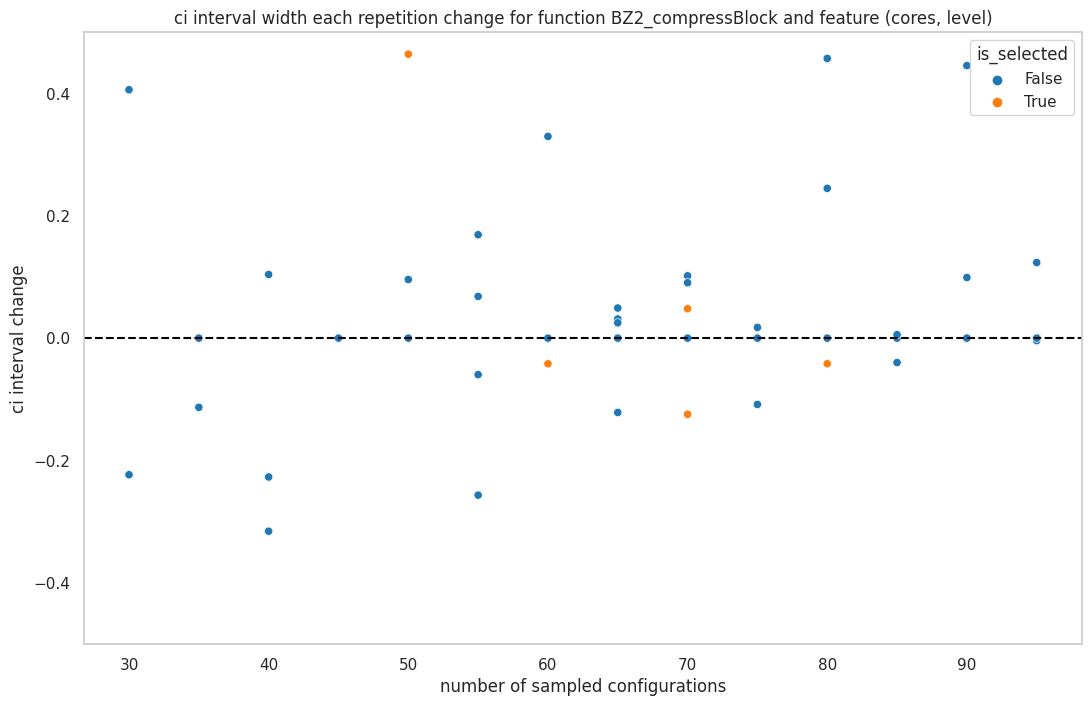 ci interval width each repetition change for function BZ2_compressBlock and feature (cores, level)
is_selected
False
True
ci interval change
0.4
0.2
0.0
−0.2
−0.4
30 40 50 60 70 80 90
number of sampled configurations